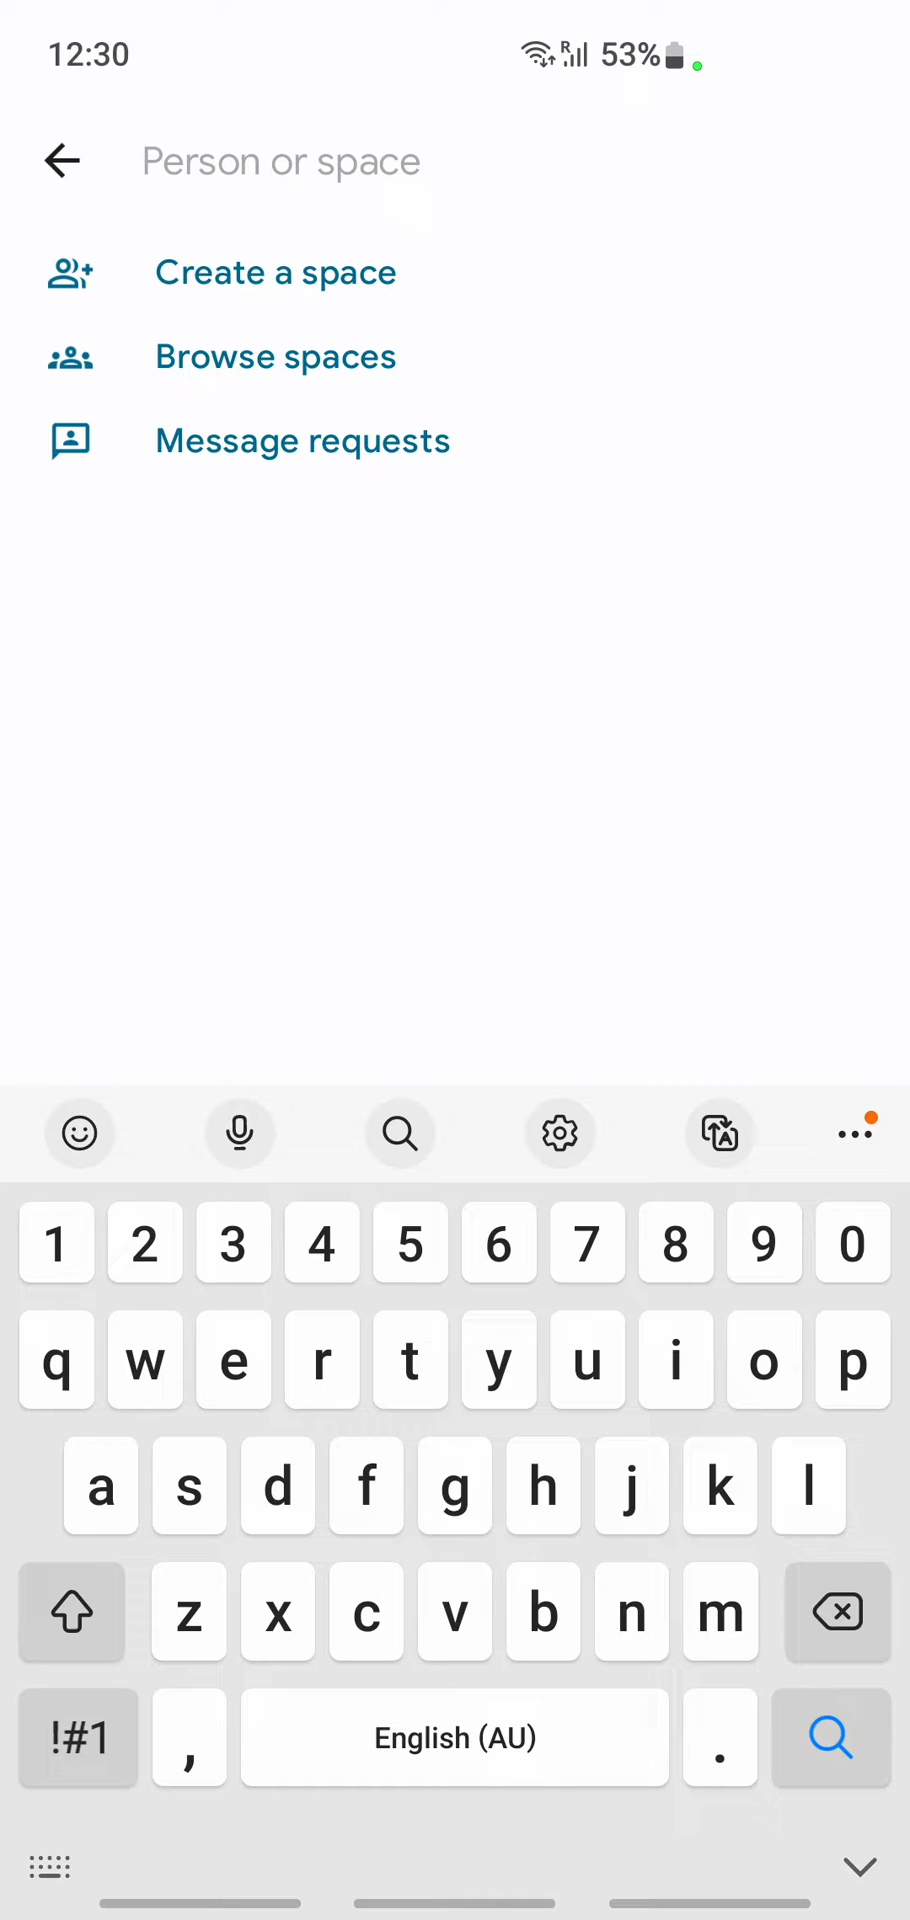 12:30 R 53%
Person or space
Create a space
Browse spaces
Message requests
1 2 3 4 5 6 7 8 9 0
q w e r t y u i o p
a s d f g h j k l
z x c v b n m
!#1 , English (AU) .